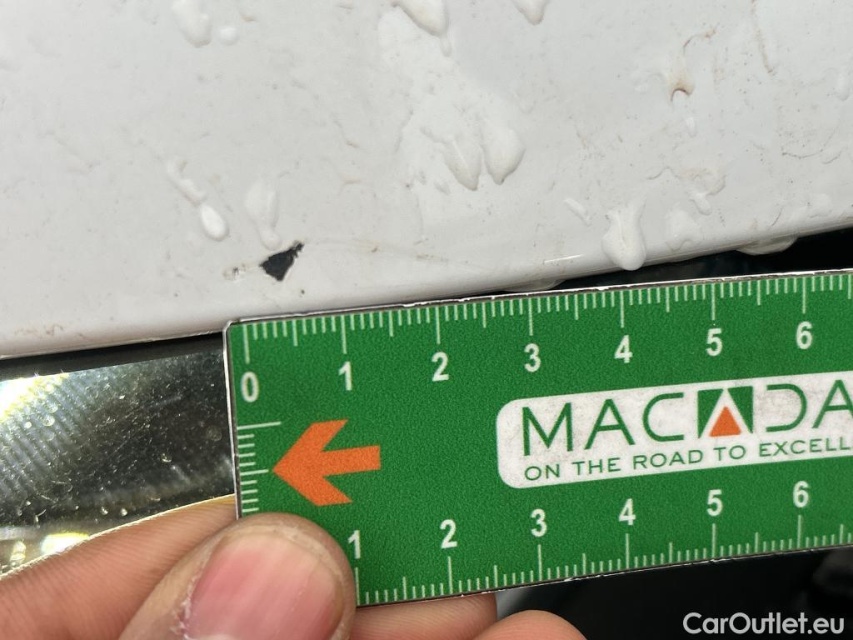 0 1 2 3 4 5 6
MACADA
ON THE ROAD TO EXCELL
1 2 3 4 5 6
CarOutlet.eu